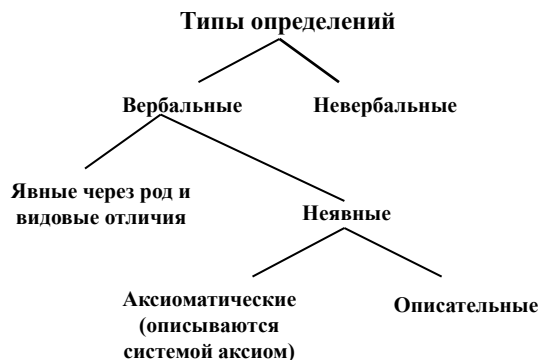 Типы определений
Вербальные
Невербальные
Явные через род и
видовые отличия
Неявные
Аксиоматические
(описываются
системой аксиом)
Описательные